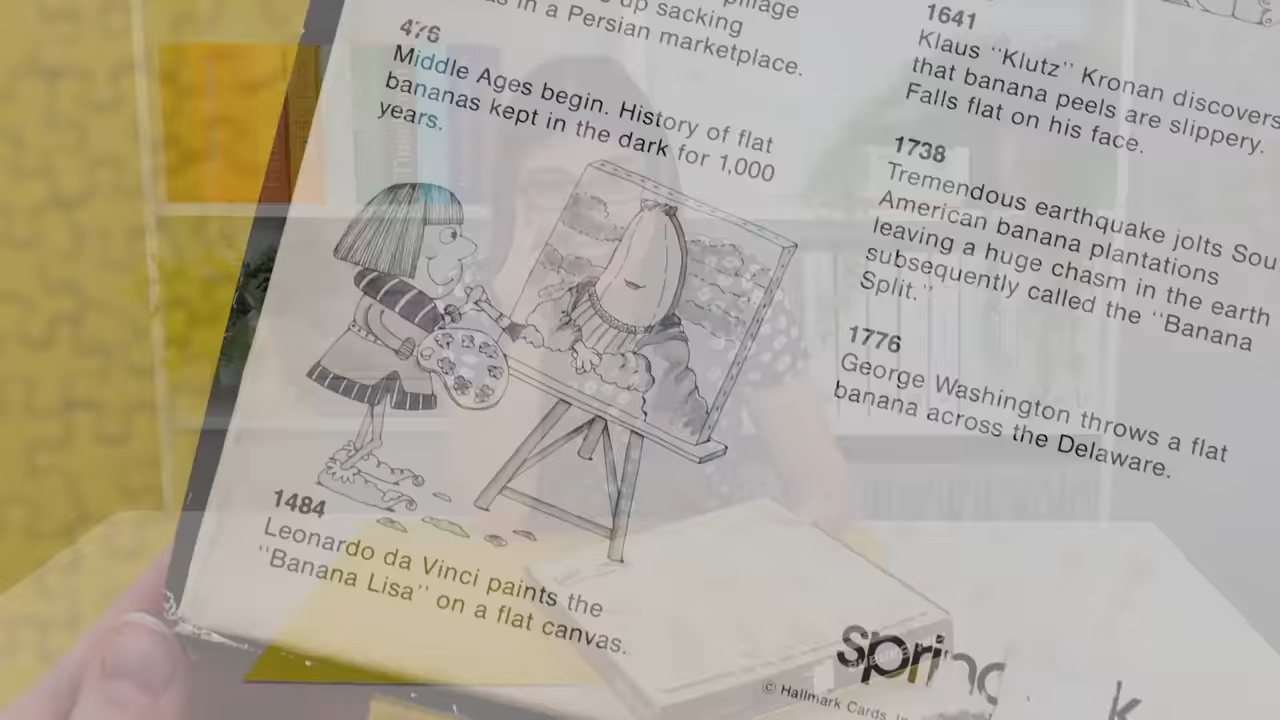 pillage
up sacking
in a Persian marketplace.
476
Middle Ages begin. History of flat
bananas kept in the dark for 1,000
years.
1484
Leonardo da Vinci paints the
“Banana Lisa” on a flat canvas.
1641
Klaus “Klutz” Kronan discovers
that banana peels are slippery.
Falls flat on his face.
1738
Tremendous earthquake jolts Sou
American banana plantations
leaving a huge chasm in the earth
subsequently called the “Banana
Split.”
1776
George Washington throws a flat
banana across the Delaware.
spring
© Hallmark Cards,